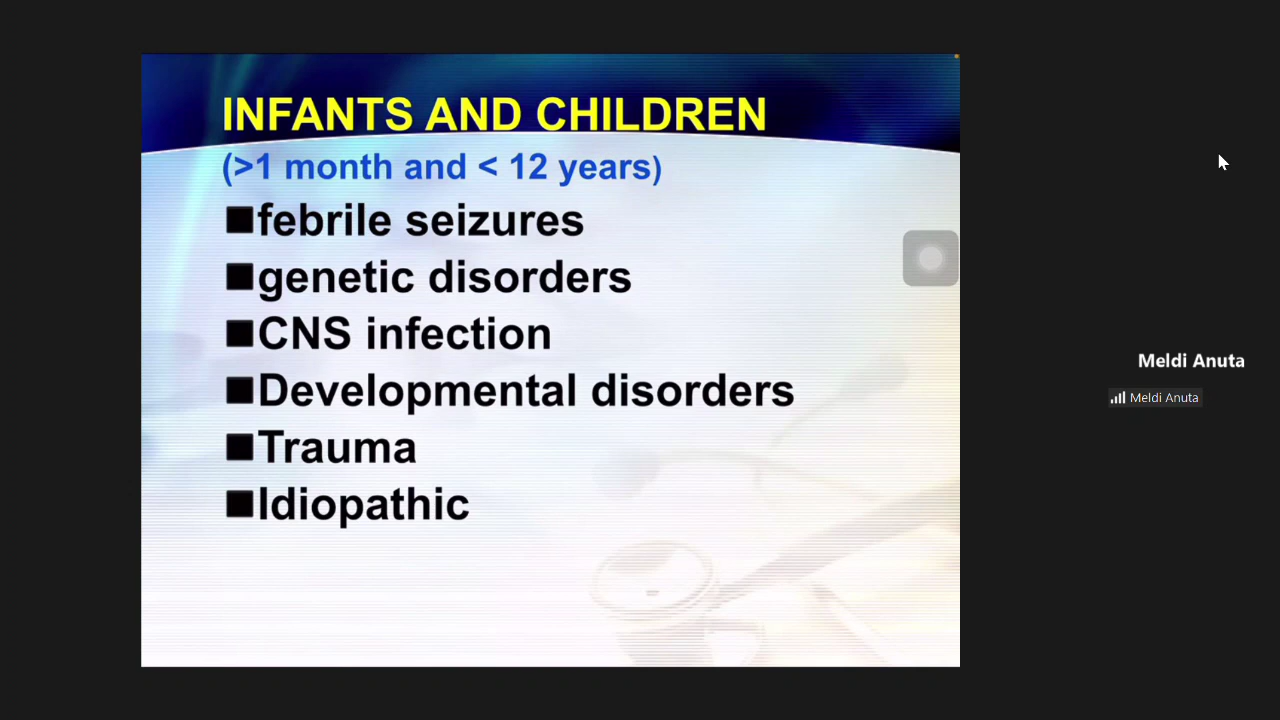 INFANTS AND CHILDREN
(>1 month and < 12 years)
febrile seizures
genetic disorders
CNS infection
Developmental disorders
Trauma
Idiopathic
Meldi Anuta
Meldi Anuta